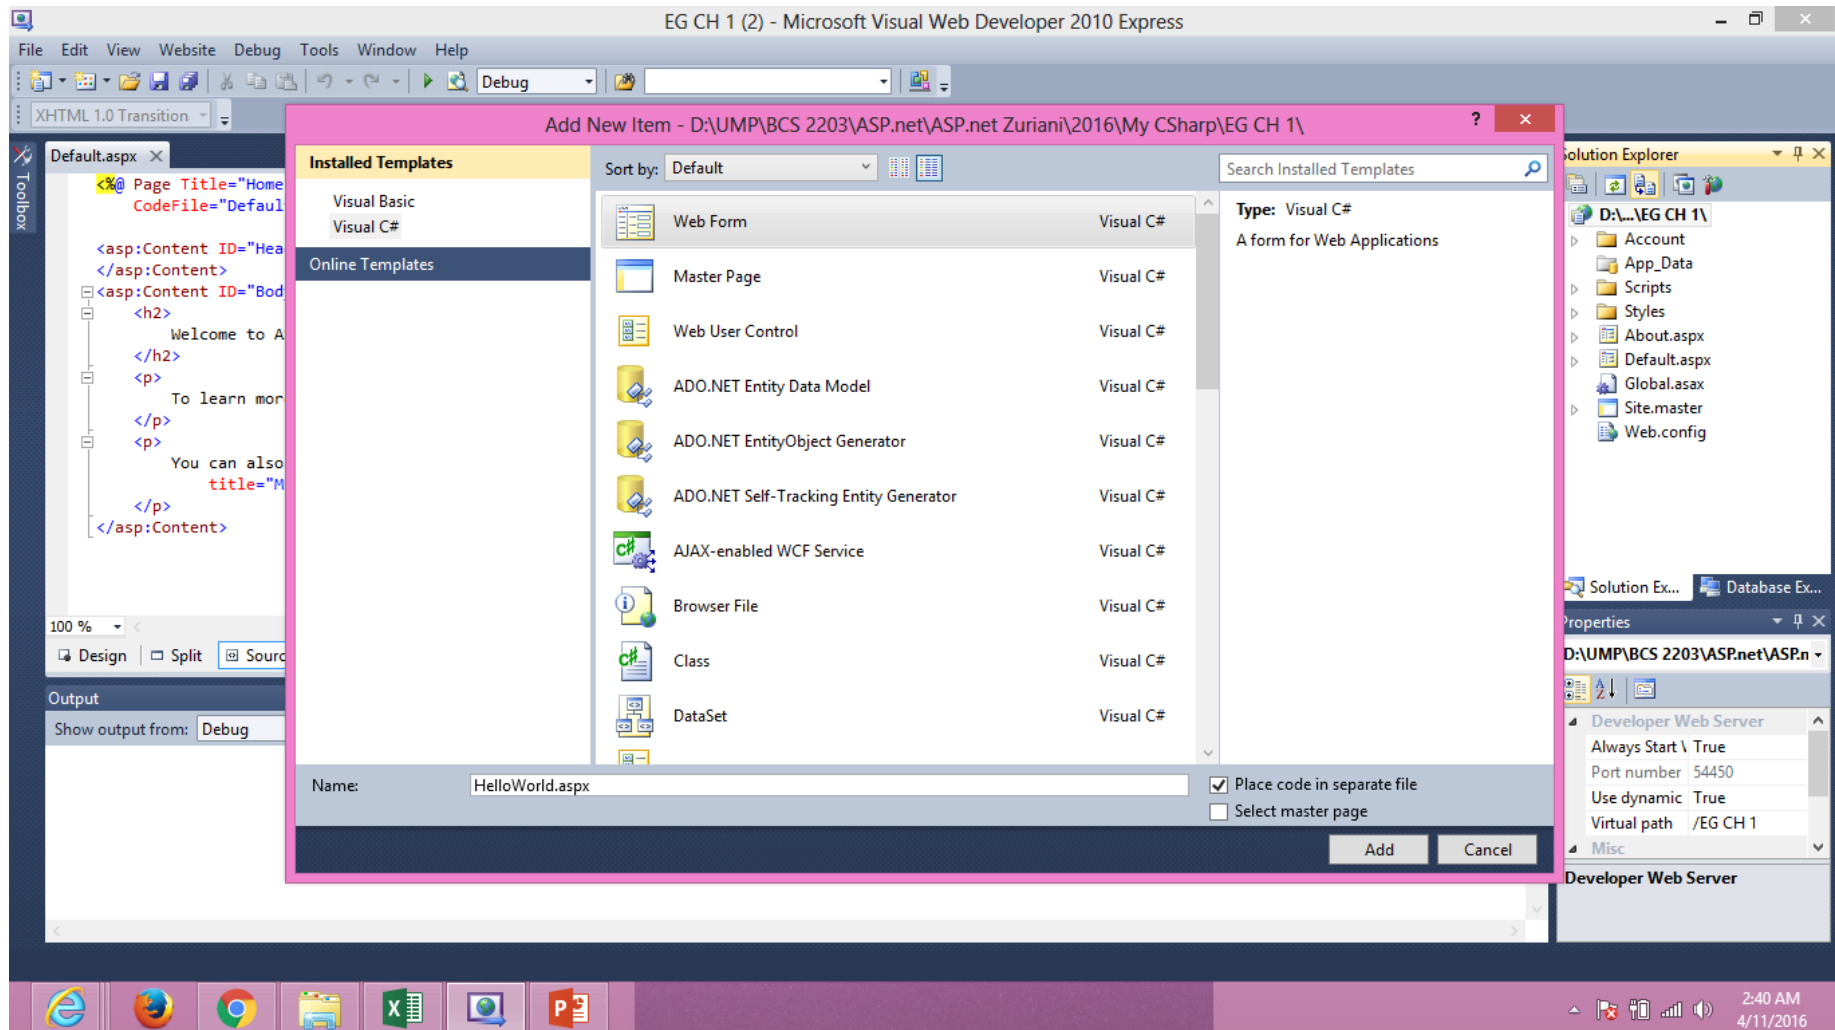 EG CH 1 (2) - Microsoft Visual Web Developer 2010 Express
File Edit View Website Debug Tools Window Help
Debug
XHTML 1.0 Transition
Add New Item - D:\UMP\BCS 2203\ASP.net\ASP.net Zuriani\2016\My CSharp\EG CH 1\
Toolbox
Default.aspx
<%@ Page Title="Home
CodeFile="Defaul
<asp:Content ID="Hea
</asp:Content>
<asp:Content ID="Bod
<h2>
Welcome to A
</h2>
<p>
To learn mor
</p>
<p>
You can also
title="M
</p>
</asp:Content>
100 %
Design Split Sourc
Output
Show output from: Debug
Installed Templates
Visual Basic
Visual C#
Online Templates
Sort by: Default
Search Installed Templates
Web Form Visual C#
Master Page Visual C#
Web User Control Visual C#
ADO.NET Entity Data Model Visual C#
ADO.NET EntityObject Generator Visual C#
ADO.NET Self-Tracking Entity Generator Visual C#
AJAX-enabled WCF Service Visual C#
Browser File Visual C#
Class Visual C#
DataSet Visual C#
Type: Visual C#
A form for Web Applications
Name: HelloWorld.aspx
Place code in separate file
Select master page
Add Cancel
olution Explorer
D:\...\EG CH 1\
Account
App_Data
Scripts
Styles
About.aspx
Default.aspx
Global.asax
Site.master
Web.config
Solution Ex... Database Ex...
Properties
D:\UMP\BCS 2203\ASP.net\ASP.n
Developer Web Server
Always Start \ True
Port number 54450
Use dynamic True
Virtual path /EG CH 1
Misc
Developer Web Server
2:40 AM
4/11/2016